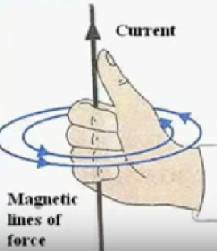 Current
Magnetic
lines of
force